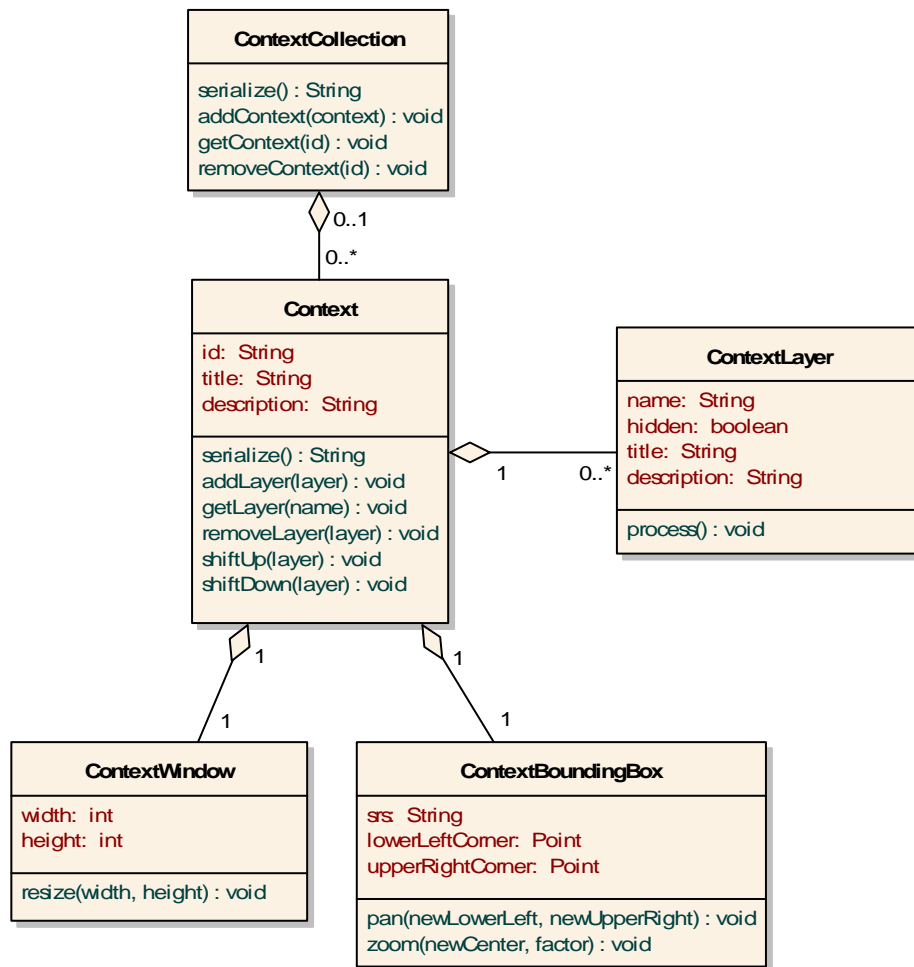 ContextCollection
serialize() : String
addContext(context) : void
getContext(id) : void
removeContext(id) : void
0..1
0..*
Context
id: String
title: String
description: String
serialize() : String
addLayer(layer) : void
getLayer(name) : void
removeLayer(layer) : void
shiftUp(layer) : void
shiftDown(layer) : void
1
0..*
ContextLayer
name: String
hidden: boolean
title: String
description: String
process() : void
1
1
ContextWindow
width: int
height: int
resize(width, height) : void
1
1
ContextBoundingBox
srs: String
lowerLeftCorner: Point
upperRightCorner: Point
pan(newLowerLeft, newUpperRight) : void
zoom(newCenter, factor) : void